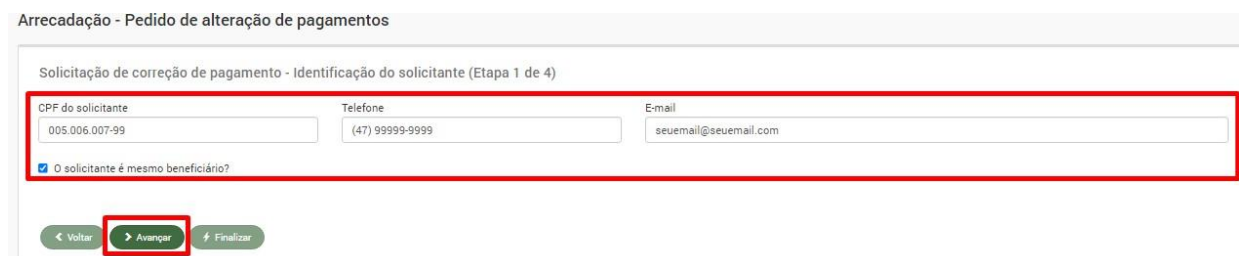 Arrecadação - Pedido de alteração de pagamentos
Solicitação de correção de pagamento - Identificação do solicitante (Etapa 1 de 4)
CPF do solicitante Telefone E-mail
005.006.007-99 (47) 99999-9999 seuemail@seuemail.com
O solicitante é mesmo beneficiário?
Voltar Avançar Finalizar